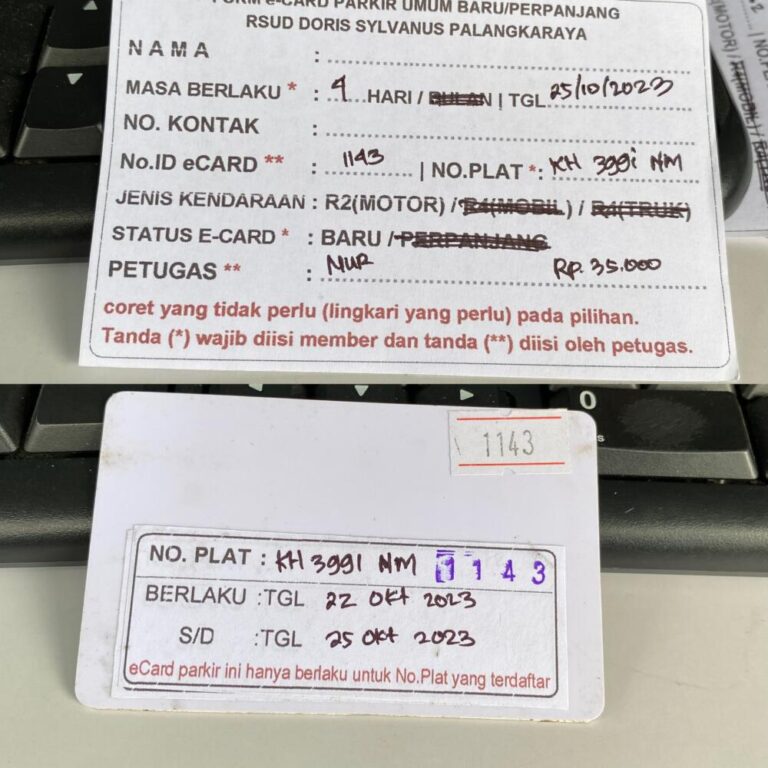 FORM e-CARD PARKIR UMUM BARU/PERPANJANG
RSUD DORIS SYLVANUS PALANGKARAYA
NAMA :
MASA BERLAKU * : 4 HARI / BULAN | TGL 25/10/2023
NO. KONTAK :
No.ID eCARD ** : 1143 | NO.PLAT *: KH 3991 NM
JENIS KENDARAAN : R2(MOTOR) / R4(MOBIL) / R4(TRUK)
STATUS E-CARD * : BARU / PERPANJANG
PETUGAS ** : NUR Rp. 35.000
coret yang tidak perlu (lingkari yang perlu) pada pilihan.
Tanda (*) wajib diisi member dan tanda (**) diisi oleh petugas.
0
1143
NO. PLAT : KH 3991 NM 1143
BERLAKU :TGL 22 Okt 2023
S/D :TGL 25 Okt 2023
eCard parkir ini hanya berlaku untuk No.Plat yang terdaftar